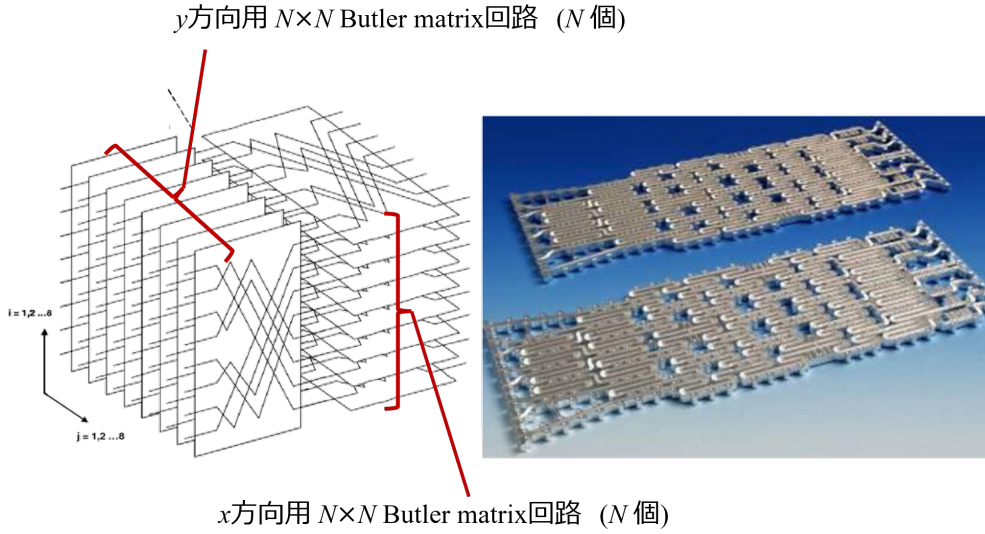 y方向用 N×N Butler matrix回路 (N 個)
i = 1,2 ...8
j = 1,2 ...8
x方向用 N×N Butler matrix回路 (N 個)